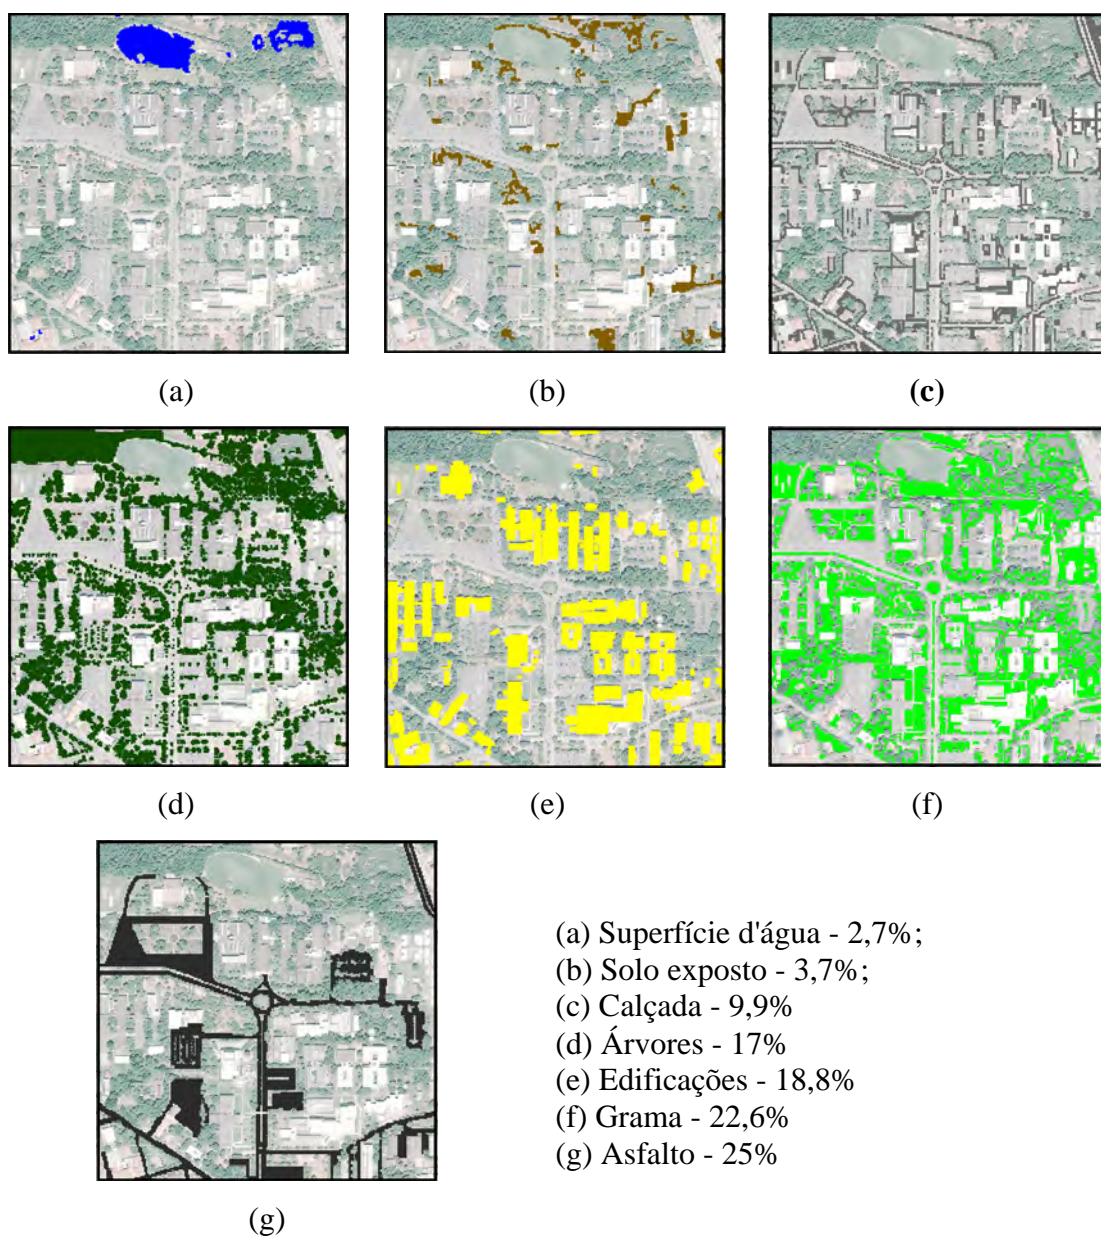 (a)
(b)
(c)
(d)
(e)
(f)
(g)
(a) Superfície d'água - 2,7%;
(b) Solo exposto - 3,7%;
(c) Calçada - 9,9%
(d) Árvores - 17%
(e) Edificações - 18,8%
(f) Grama - 22,6%
(g) Asfalto - 25%